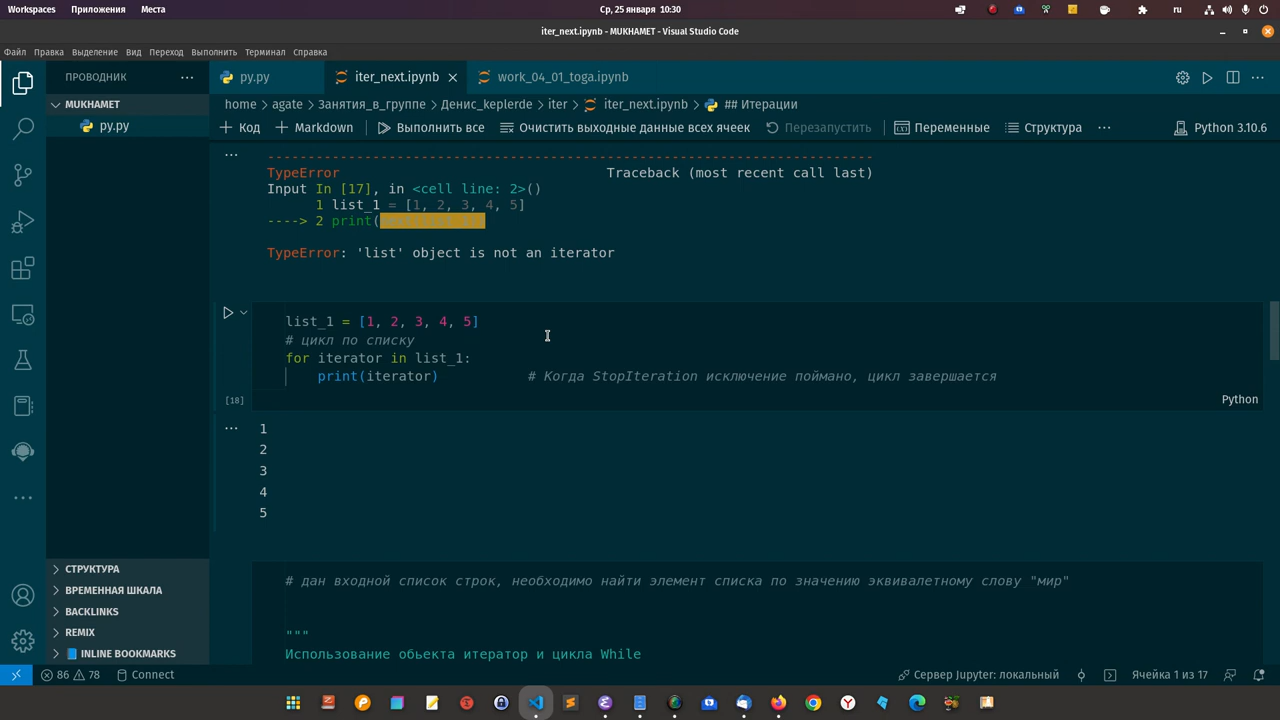 Workspaces Приложения Места Ср, 25 января 10:30 ru
iter_next.ipynb - MUKHAMET - Visual Studio Code
Файл Правка Выделение Вид Переход Выполнить Терминал Справка
ПРОВОДНИК py.py iter_next.ipynb work_04_01_toga.ipynb
MUKHAMET
py.py
home > agate > Занятия_в_группе > Денис_keplerde > iter > iter_next.ipynb > ## Итерации
Код Markdown Выполнить все Очистить выходные данные всех ячеек Перезапустить Переменные Структура ... Python 3.10.6
---------------------------------------------------------------------------
TypeError Traceback (most recent call last)
Input In [17], in <cell line: 2>()
1 list_1 = [1, 2, 3, 4, 5]
----> 2 print(
TypeError: 'list' object is not an iterator
list_1 = [1, 2, 3, 4, 5]
# цикл по списку
for iterator in list_1:
print(iterator) # Когда StopIteration исключение поймано, цикл завершается
[18] Python
1
2
3
4
5
# дан входной список строк, необходимо найти элемент списка по значению эквивалетному слову "мир"
"""
Использование обьекта итератор и цикла While
СТРУКТУРА
ВРЕМЕННАЯ ШКАЛА
BACKLINKS
REMIX
INLINE BOOKMARKS
86 78 Connect Сервер Jupyter: локальный Ячейка 1 из 17